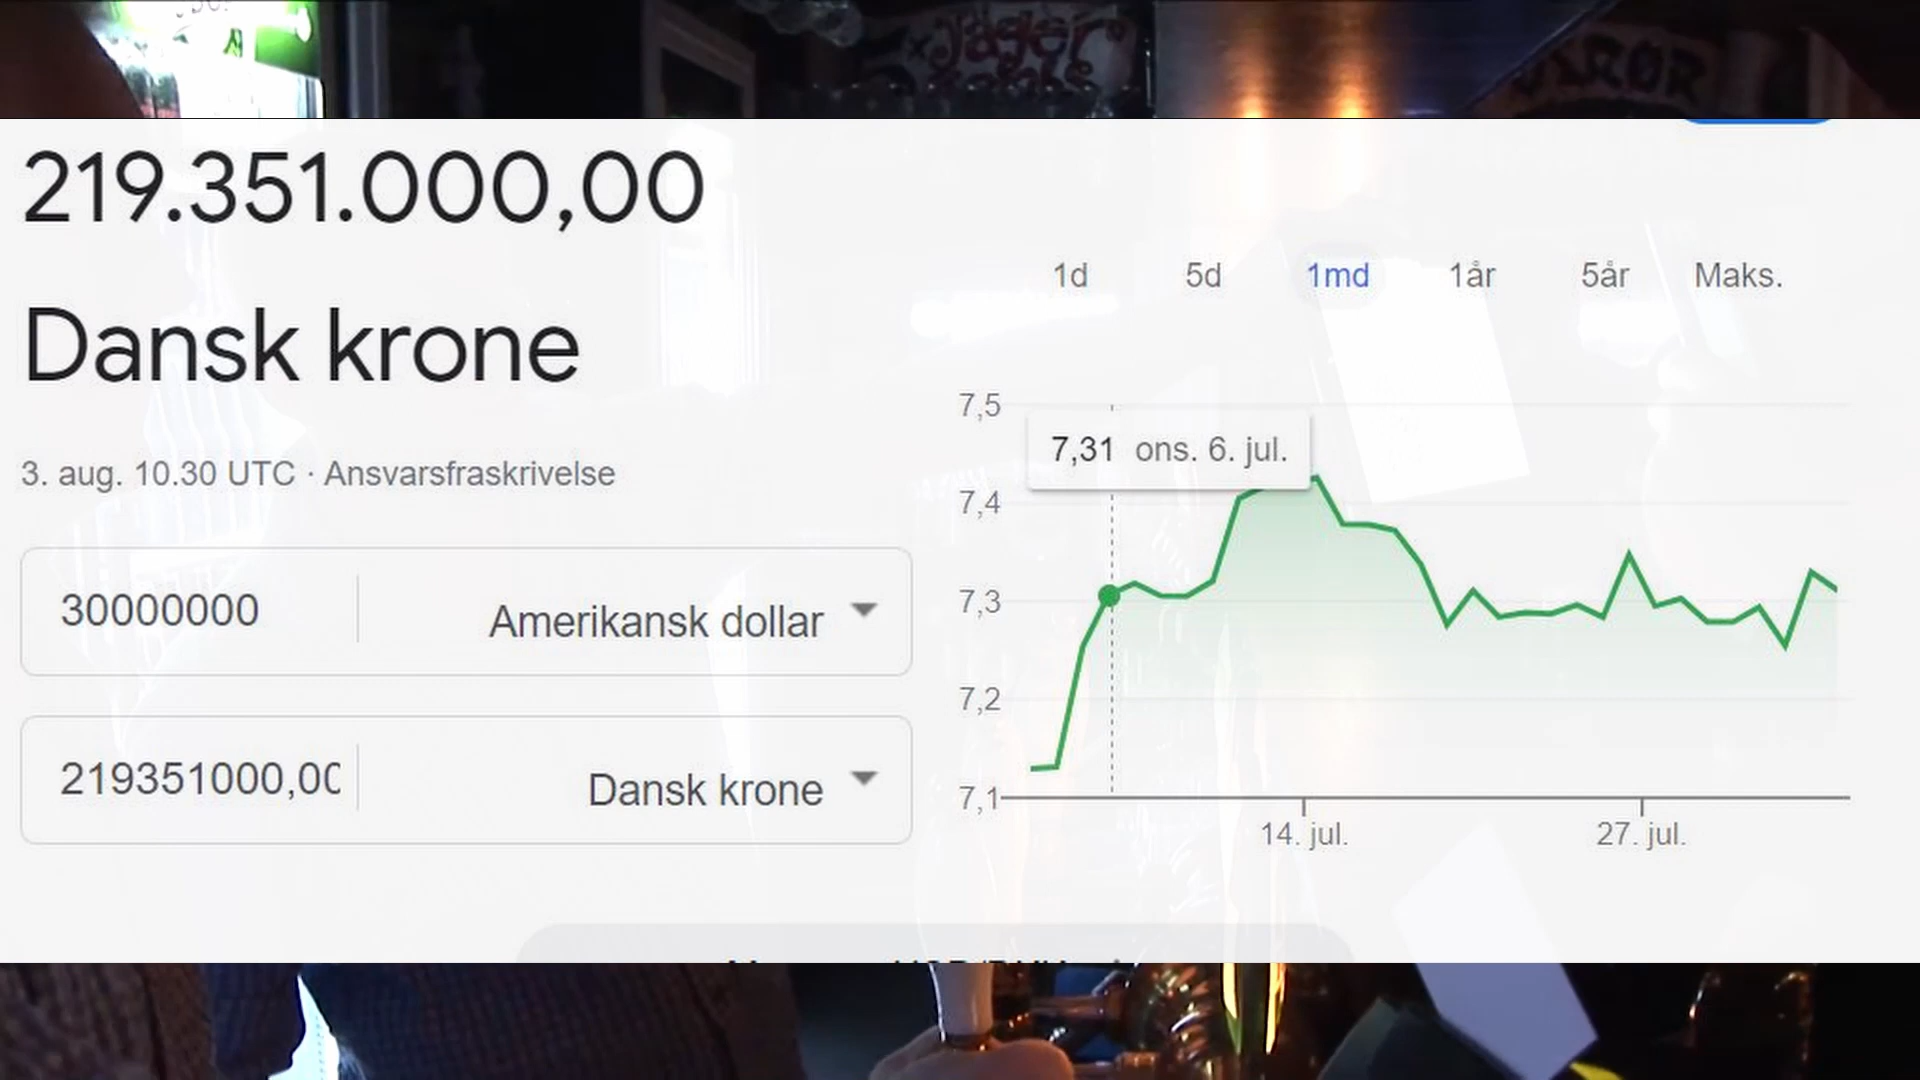 Jäger
219.351.000,00
Dansk krone
3. aug. 10.30 UTC · Ansvarsfraskrivelse
30000000
Amerikansk dollar
219351000,00
Dansk krone
1d 5d 1md 1år 5år Maks.
7,5
7,31 ons. 6. jul.
7,4
7,3
7,2
7,1
14. jul. 27. jul.